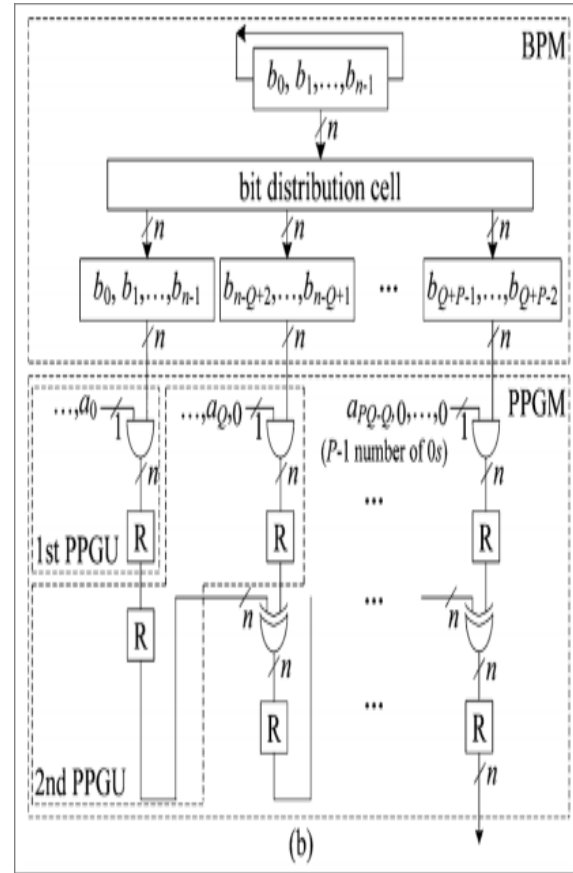 BPM
b0, b1,...,bn-1
n
bit distribution cell
n n n
b0, b1,...,bn-1 bn-Q+2,...,bn-Q+1 ... bQ+P-1,...,bQ+P-2
n n n
PPGM
...,a0 1 ...,aQ,0 1 aPQ-Q,0,...,0 1
(P-1 number of 0s)
n n n
...
1st PPGU R R R
R n ... n
n n
R ... R
2nd PPGU n
(b)